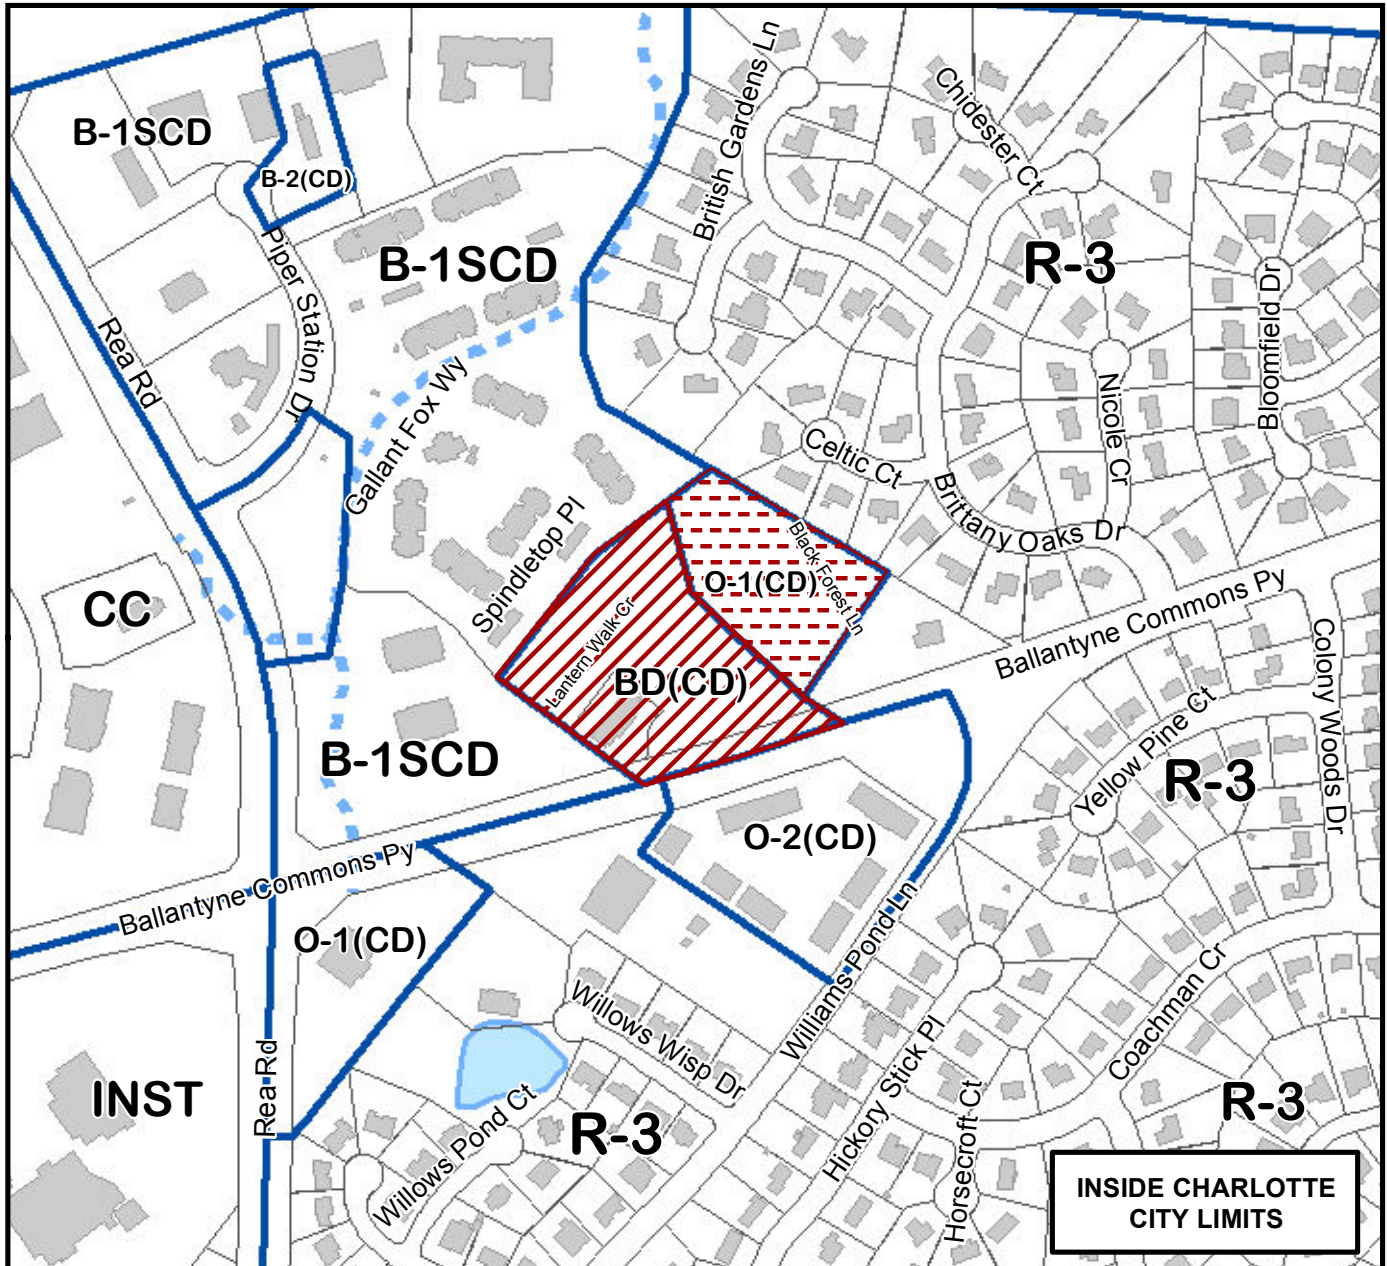 British Gardens Ln
Chidester Ct
B-1SCD
B-2(CD)
B-1SCD
R-3
Piper Station Dr
Bloomfield Dr
Rea Rd
Gallant Fox Wy
Nicole Cr
Celtic Ct
Brittany Oaks Dr
Spindletop Pl
Black Forest Ln
O-1(CD)
CC
Lantern Walk Cr
BD(CD)
Ballantyne Commons Py
Colony Woods Dr
Yellow Pine Ct
B-1SCD
R-3
O-2(CD)
Ballantyne Commons Py
O-1(CD)
Williams Pond Ln
Willows Wisp Dr
Coachman Cr
Hickory Stick Pl
Rea Rd
INST
Willows Pond Ct
R-3
Horsecroft Ct
R-3
INSIDE CHARLOTTE
CITY LIMITS